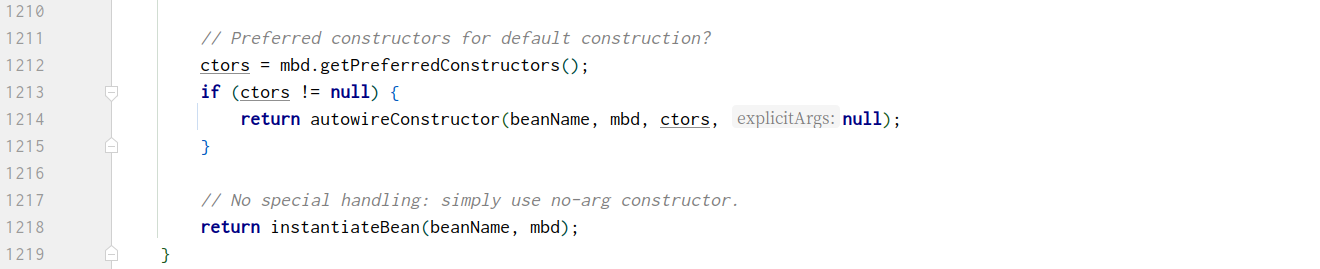 1210
1211 // Preferred constructors for default construction?
1212 ctors = mbd.getPreferredConstructors();
1213 if (ctors != null) {
1214 return autowireConstructor(beanName, mbd, ctors, explicitArgs: null);
1215 }
1216
1217 // No special handling: simply use no-arg constructor.
1218 return instantiateBean(beanName, mbd);
1219 }